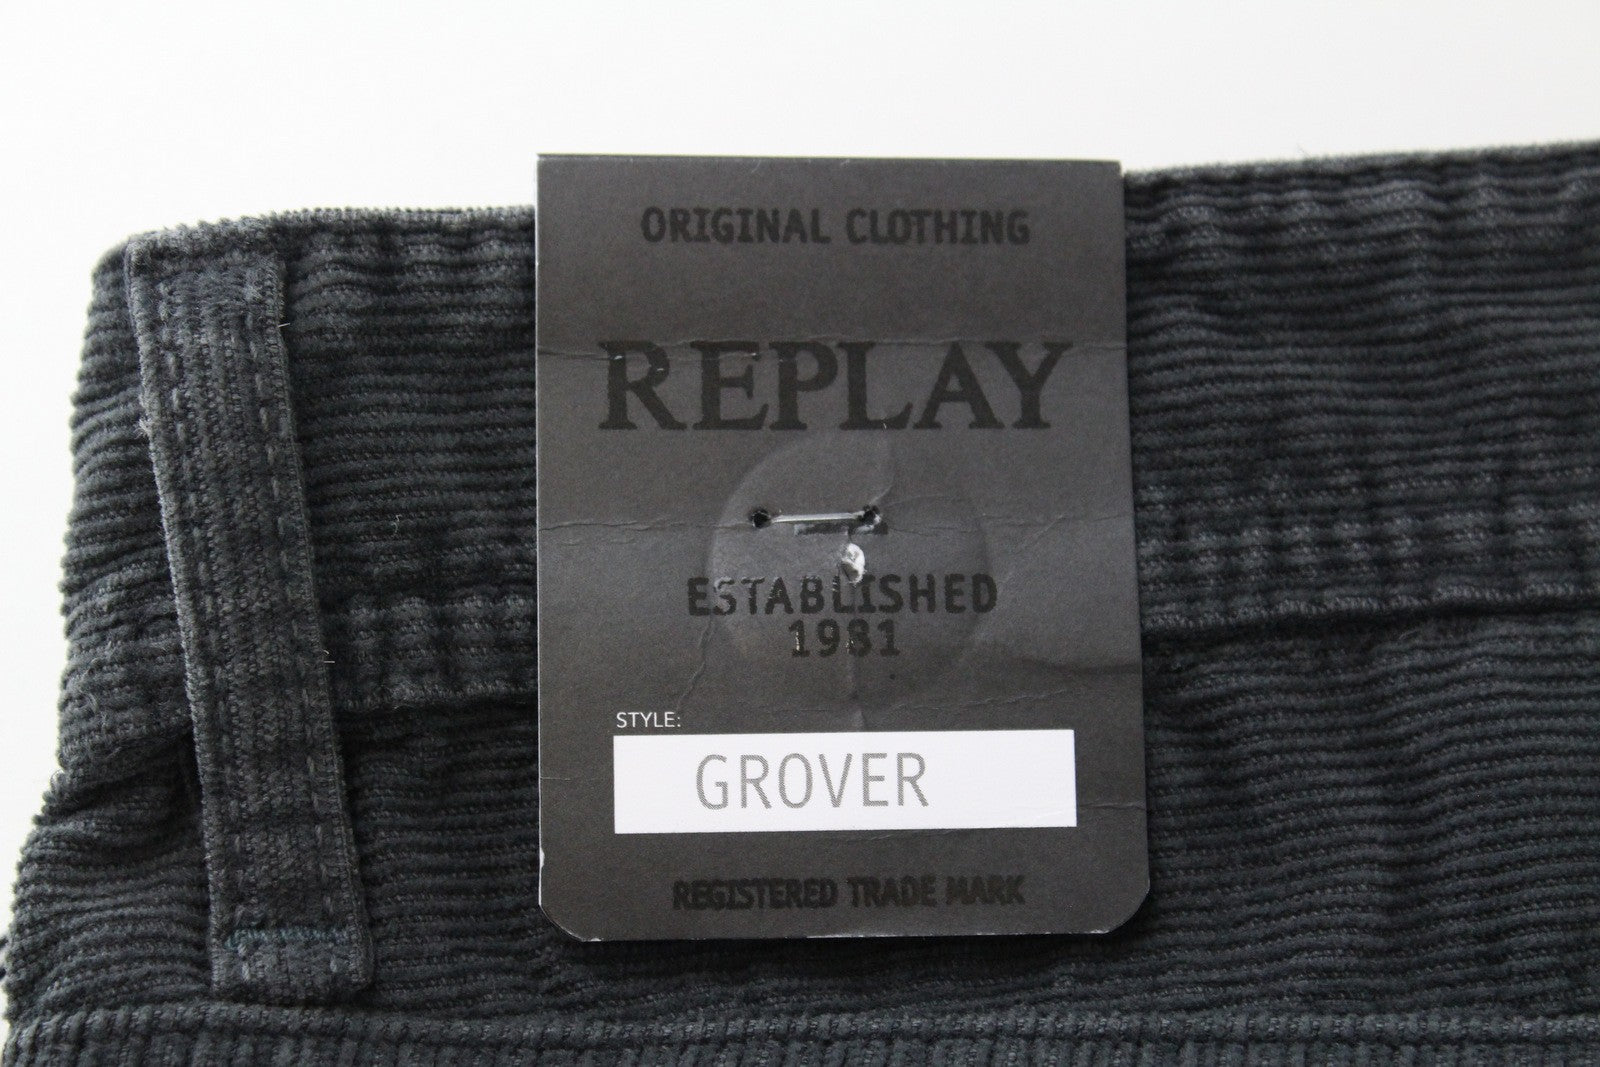 ORIGINAL CLOTHING
REPLAY
ESTABLISHED
1981
STYLE:
GROVER
REGISTERED TRADE MARK